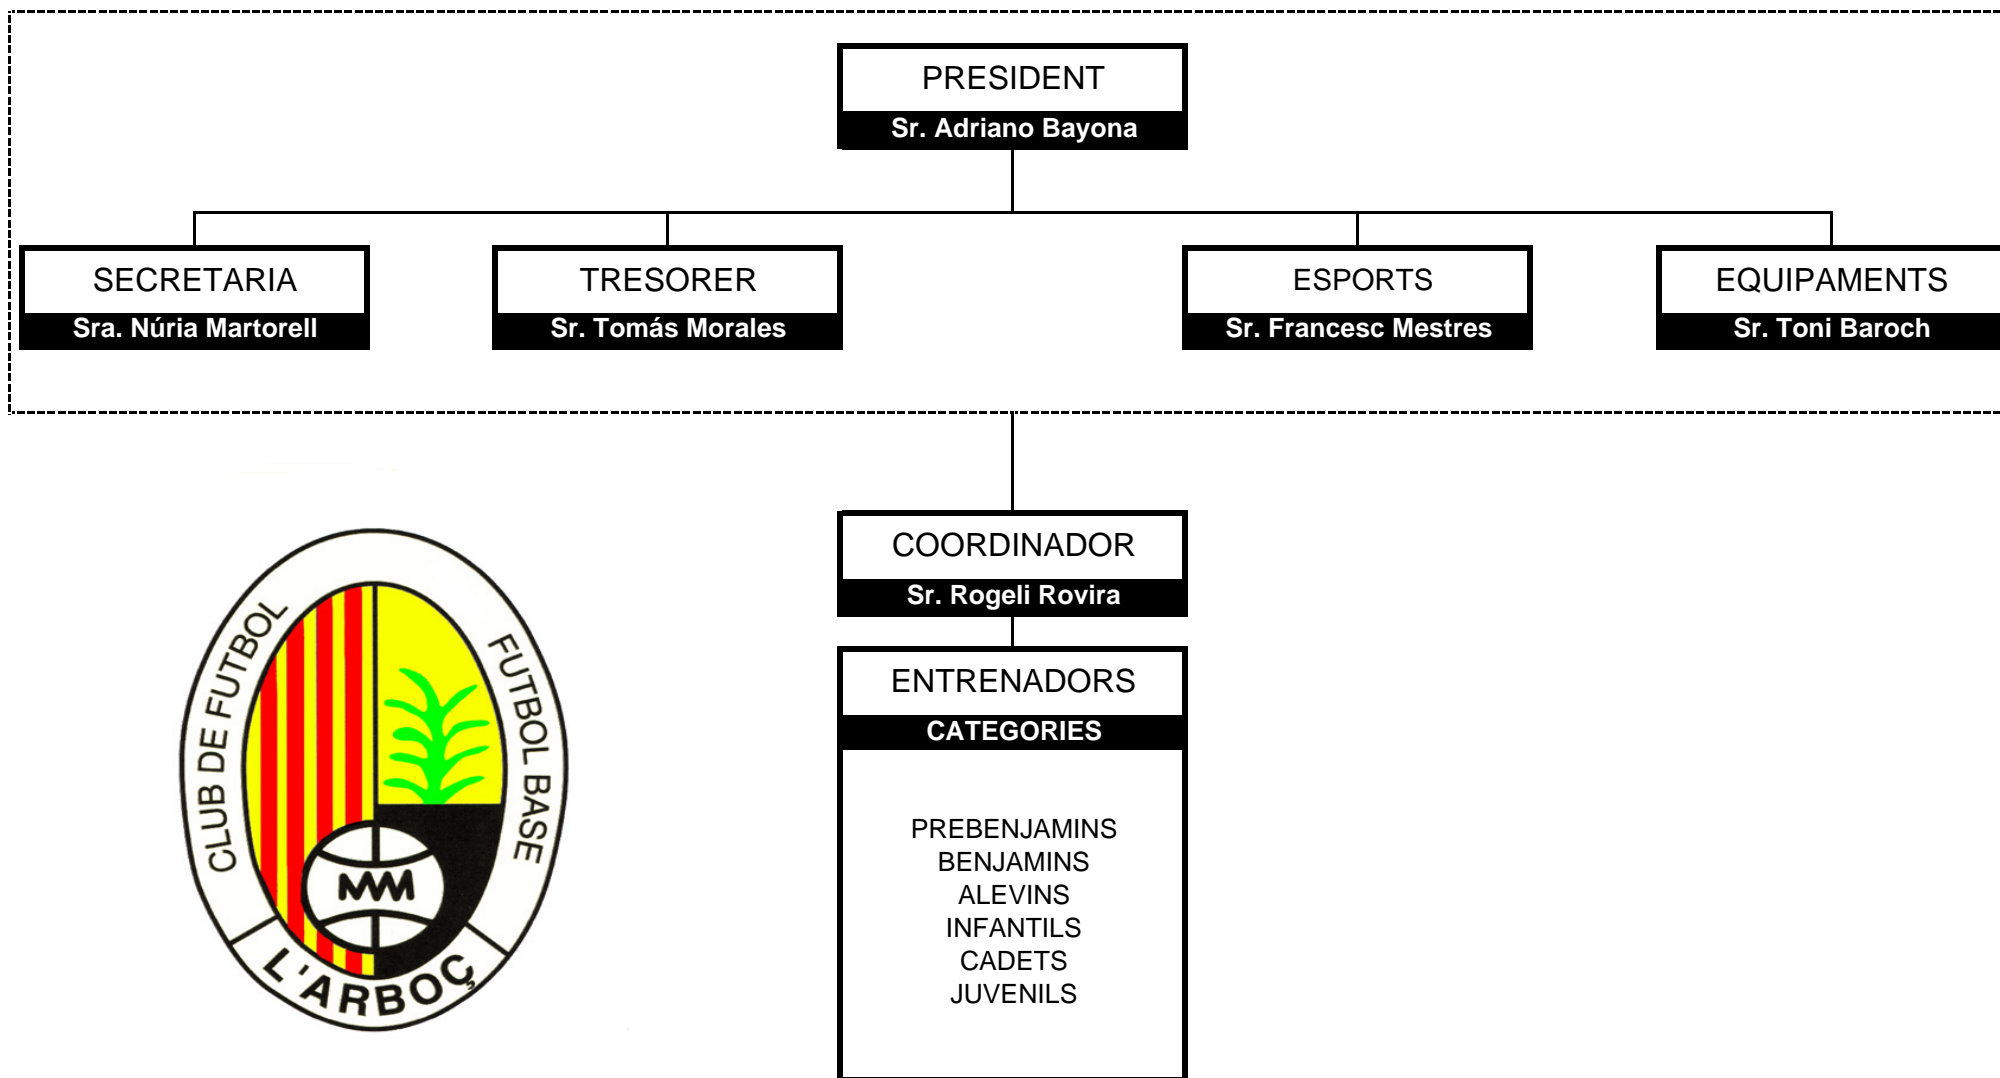 PRESIDENT
Sr. Adriano Bayona
SECRETARIA
Sra. Núria Martorell
TRESORER
Sr. Tomás Morales
ESPORTS
Sr. Francesc Mestres
EQUIPAMENTS
Sr. Toni Baroch
COORDINADOR
Sr. Rogeli Rovira
ENTRENADORS
CATEGORIES
PREBENJAMINS
BENJAMINS
ALEVINS
INFANTILS
CADETS
JUVENILS
CLUB DE FUTBOL
FUTBOL BASE
L'ARBOÇ